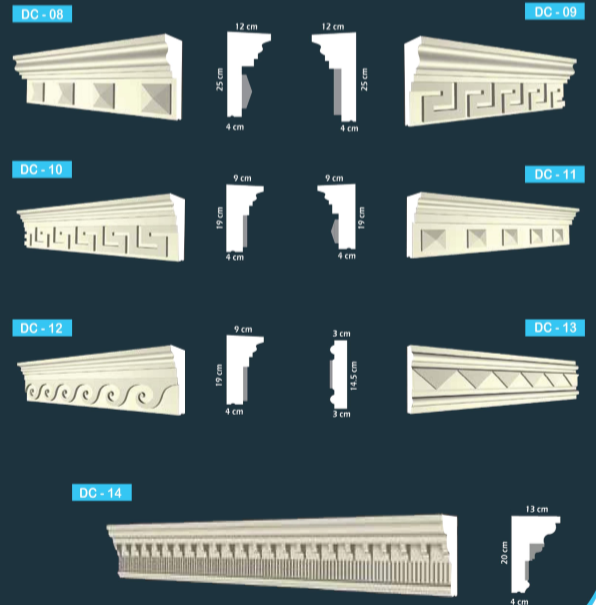 DC - 08
DC - 09
12 cm
12 cm
25 cm
25 cm
4 cm
4 cm
DC - 10
DC - 11
9 cm
9 cm
19 cm
19 cm
4 cm
4 cm
DC - 12
DC - 13
9 cm
3 cm
19 cm
14.5 cm
4 cm
3 cm
DC - 14
13 cm
20 cm
4 cm